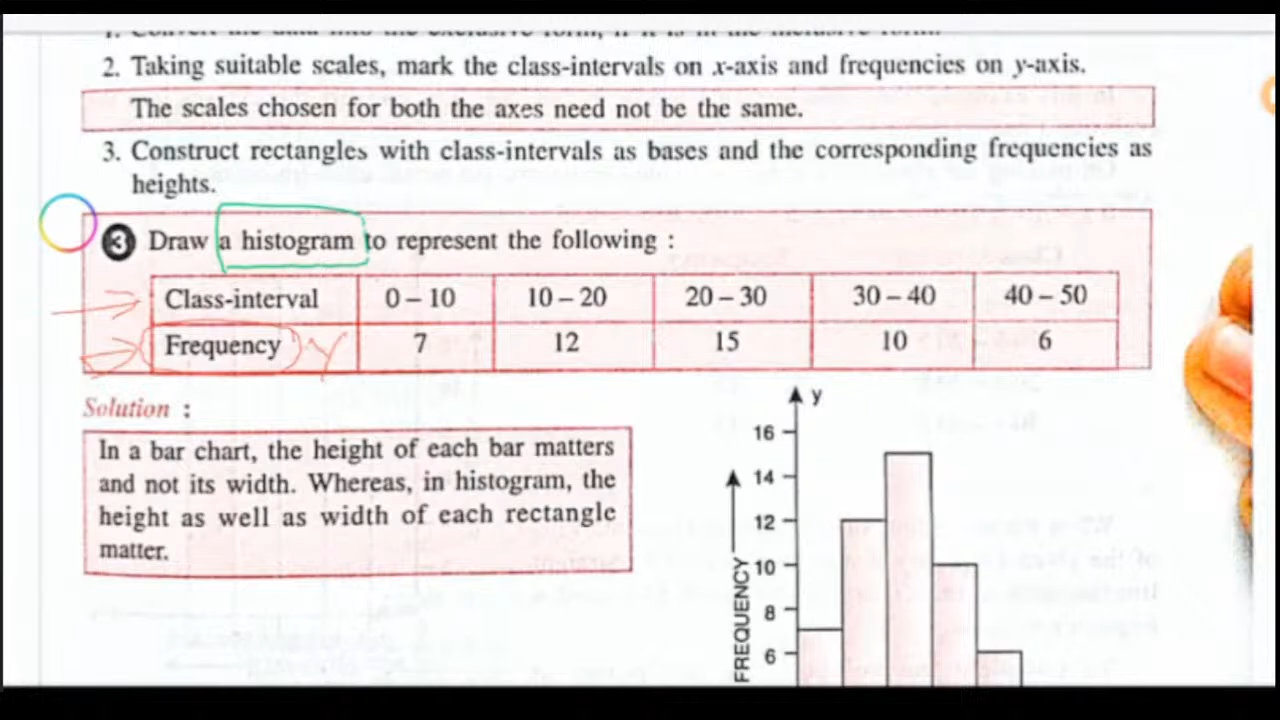 2. Taking suitable scales, mark the class-intervals on x-axis and frequencies on y-axis.
The scales chosen for both the axes need not be the same.
3. Construct rectangles with class-intervals as bases and the corresponding frequencies as
heights.
3 Draw a histogram to represent the following :
Class-interval 0 – 10 10 – 20 20 – 30 30 – 40 40 – 50
Frequency Y 7 12 15 10 6
Solution :
In a bar chart, the height of each bar matters
and not its width. Whereas, in histogram, the
height as well as width of each rectangle
matter.
y
16
14
12
10
8
6
FREQUENCY